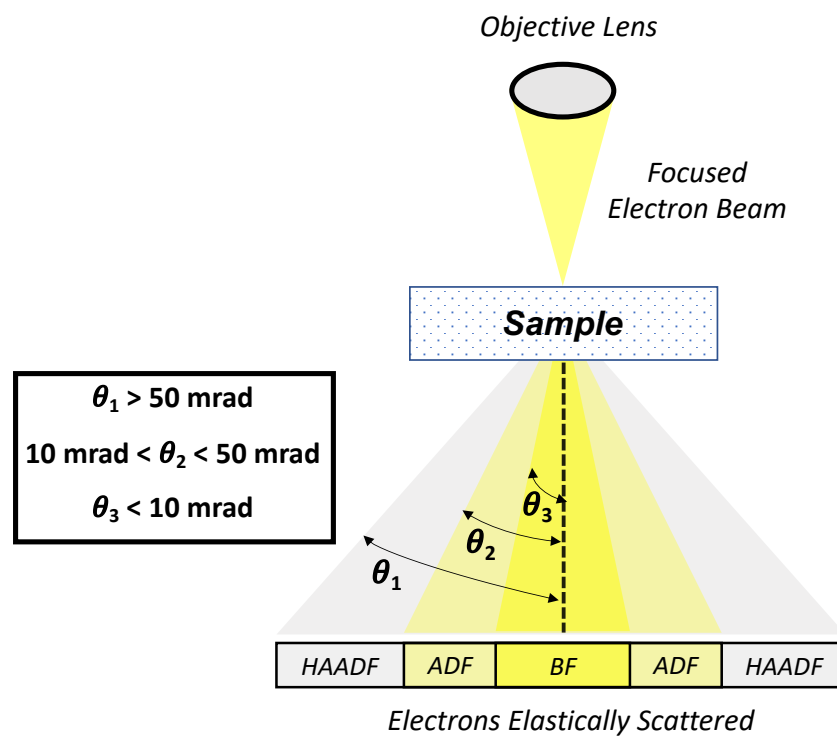 Objective Lens
Focused
Electron Beam
Sample
θ₁ > 50 mrad
10 mrad < θ₂ < 50 mrad
θ₃ < 10 mrad
θ₃
θ₂
θ₁
HAADF ADF BF ADF HAADF
Electrons Elastically Scattered